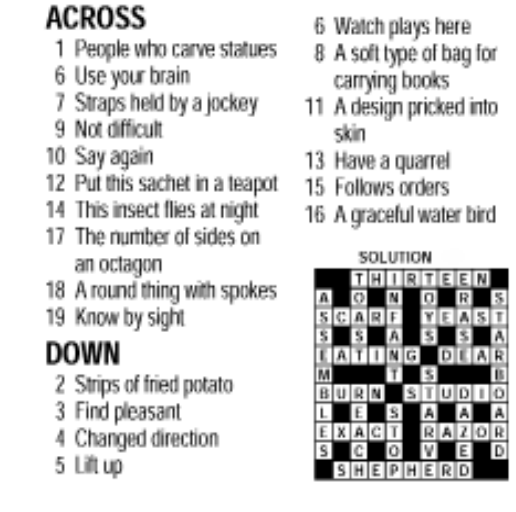 ACROSS
1 People who carve statues
6 Use your brain
7 Straps held by a jockey
9 Not difficult
10 Say again
12 Put this sachet in a teapot
14 This insect flies at night
17 The number of sides on
an octagon
18 A round thing with spokes
19 Know by sight
DOWN
2 Strips of fried potato
3 Find pleasant
4 Changed direction
5 Lift up
6 Watch plays here
8 A soft type of bag for
carrying books
11 A design pricked into
skin
13 Have a quarrel
15 Follows orders
16 A graceful water bird
SOLUTION
THIRTEEN
A O N O R S
SCARF YEAST
S S A S S A
EATING DEAR
M T S B
BURN STUDIO
L E S A A A
EXACT RAZOR
S C O V E D
SHEPHERD